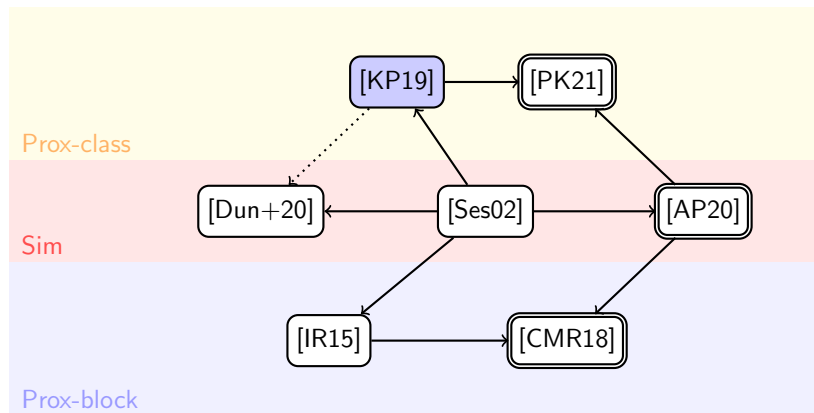 [KP19] [PK21]
Prox-class
[Dun+20] [Ses02] [AP20]
Sim
[IR15] [CMR18]
Prox-block